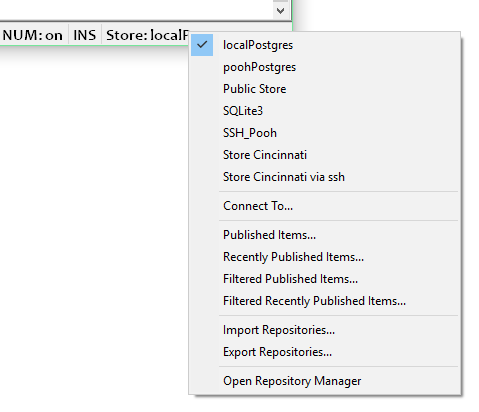 NUM: on INS Store: localP
localPostgres
poohPostgres
Public Store
SQLite3
SSH_Pooh
Store Cincinnati
Store Cincinnati via ssh
Connect To...
Published Items...
Recently Published Items...
Filtered Published Items...
Filtered Recently Published Items...
Import Repositories...
Export Repositories...
Open Repository Manager